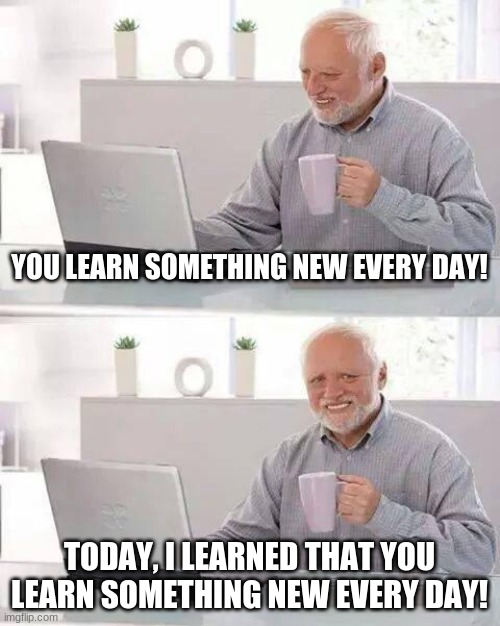 YOU LEARN SOMETHING NEW EVERY DAY!
TODAY, I LEARNED THAT YOU
LEARN SOMETHING NEW EVERY DAY!
imgflip.com